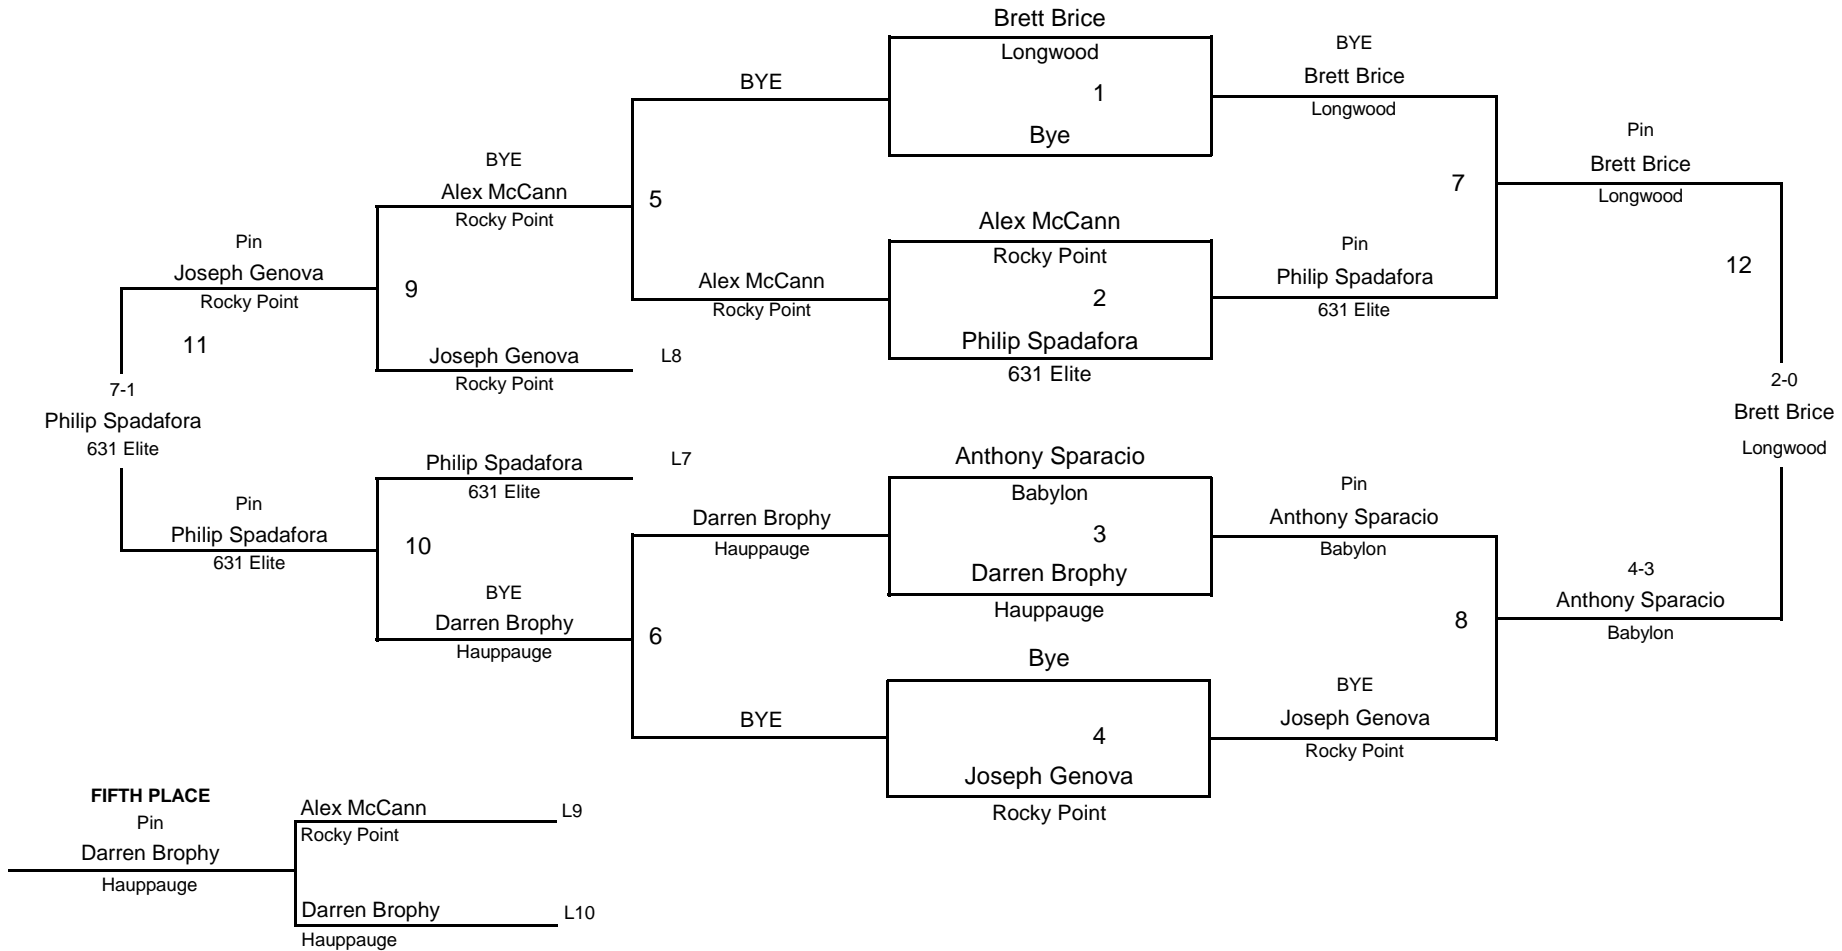 Brett Brice
Longwood
1
Bye
BYE
Brett Brice
Longwood
BYE
Pin
Brett Brice
Longwood
7
BYE
Alex McCann
Rocky Point
5
Alex McCann
Rocky Point
2
Philip Spadafora
631 Elite
Pin
Philip Spadafora
631 Elite
12
Pin
Joseph Genova
Rocky Point
9
Alex McCann
Rocky Point
11
Joseph Genova
Rocky Point
L8
7-1
Philip Spadafora
631 Elite
2-0
Brett Brice
Longwood
Philip Spadafora
631 Elite
L7
Anthony Sparacio
Babylon
3
Darren Brophy
Hauppauge
Pin
Anthony Sparacio
Babylon
Pin
Philip Spadafora
631 Elite
10
Darren Brophy
Hauppauge
BYE
Darren Brophy
Hauppauge
6
4-3
Anthony Sparacio
Babylon
8
Bye
4
Joseph Genova
Rocky Point
BYE
BYE
Joseph Genova
Rocky Point
FIFTH PLACE
Pin
Darren Brophy
Hauppauge
Alex McCann
Rocky Point
L9
Darren Brophy
Hauppauge
L10